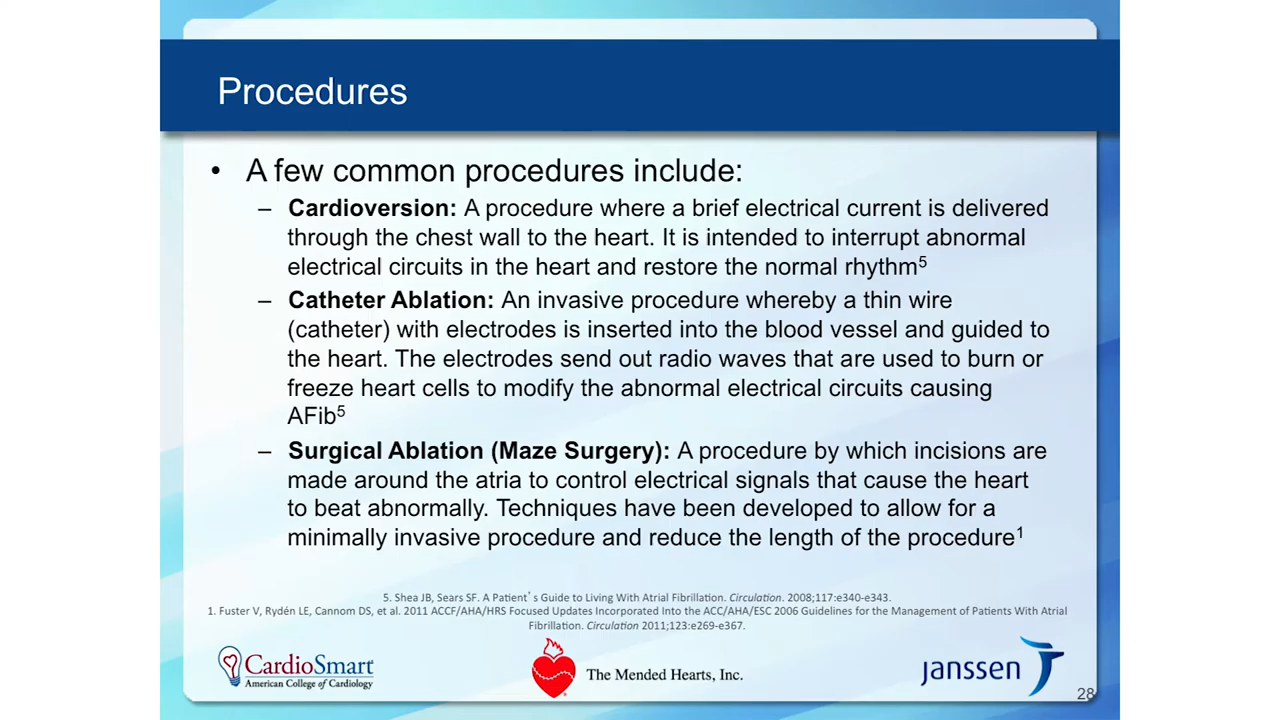 Procedures
• A few common procedures include:
– Cardioversion: A procedure where a brief electrical current is delivered
through the chest wall to the heart. It is intended to interrupt abnormal
electrical circuits in the heart and restore the normal rhythm5
– Catheter Ablation: An invasive procedure whereby a thin wire
(catheter) with electrodes is inserted into the blood vessel and guided to
the heart. The electrodes send out radio waves that are used to burn or
freeze heart cells to modify the abnormal electrical circuits causing
AFib5
– Surgical Ablation (Maze Surgery): A procedure by which incisions are
made around the atria to control electrical signals that cause the heart
to beat abnormally. Techniques have been developed to allow for a
minimally invasive procedure and reduce the length of the procedure1
5. Shea JB, Sears SF. A Patient's Guide to Living With Atrial Fibrillation. Circulation. 2008;117:e340-e343.
1. Fuster V, Rydén LE, Cannom DS, et al. 2011 ACCF/AHA/HRS Focused Updates Incorporated Into the ACC/AHA/ESC 2006 Guidelines for the Management of Patients With Atrial
Fibrillation. Circulation 2011;123:e269-e367.
CardioSmart
American College of Cardiology
The Mended Hearts, Inc.
janssen
28